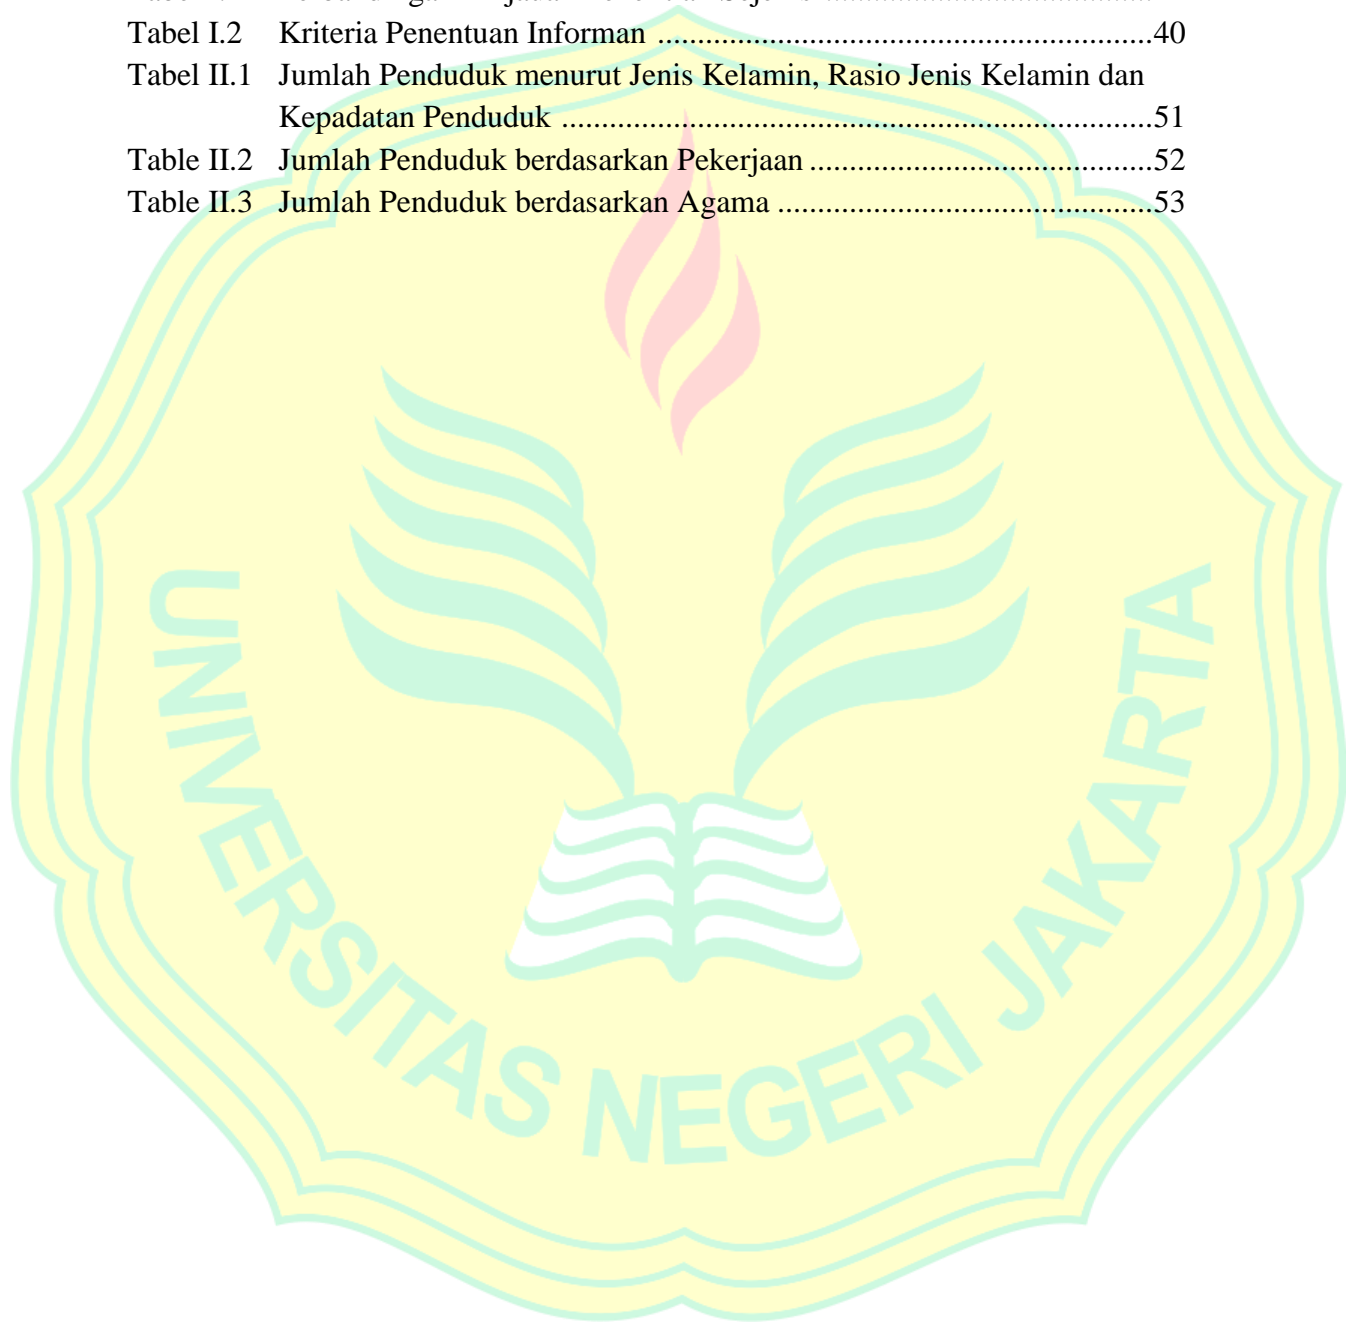 Tabel I.2 Kriteria Penentuan Informan ..............................................................40
Tabel II.1 Jumlah Penduduk menurut Jenis Kelamin, Rasio Jenis Kelamin dan
Kepadatan Penduduk ..........................................................................51
Table II.2 Jumlah Penduduk berdasarkan Pekerjaan ...........................................52
Table II.3 Jumlah Penduduk berdasarkan Agama ...............................................53
UNIVERSITAS NEGERI JAKARTA